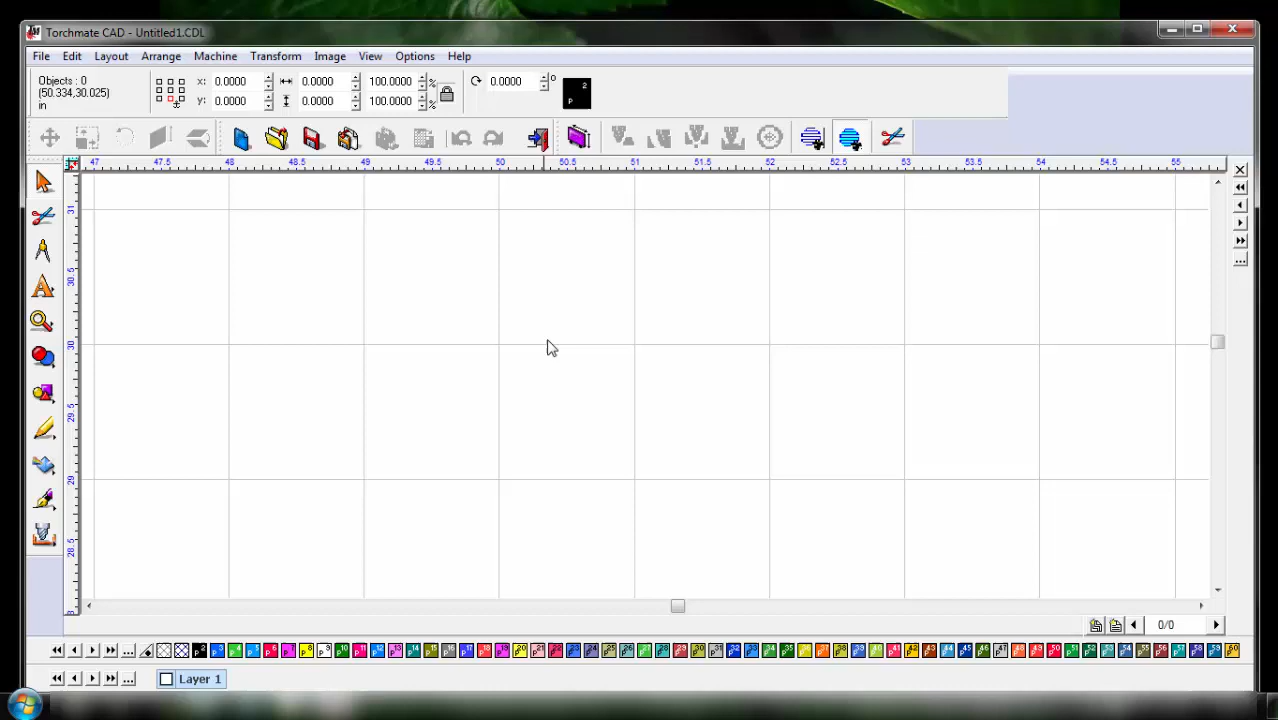 Torchmate CAD - Untitled1.CDL
File Edit Layout Arrange Machine Transform Image View Options Help
Objects : 0
(50.334,30.025)
in
x: 0.0000 0.0000 100.0000 % 0.0000 °
y: 0.0000 0.0000 100.0000 %
2
P
47 47.5 48 48.5 49 49.5 50 50.5 51 51.5 52 52.5 53 53.5 54 54.5 55
31
30.5
30
29.5
29
28.5
0/0
Layer 1